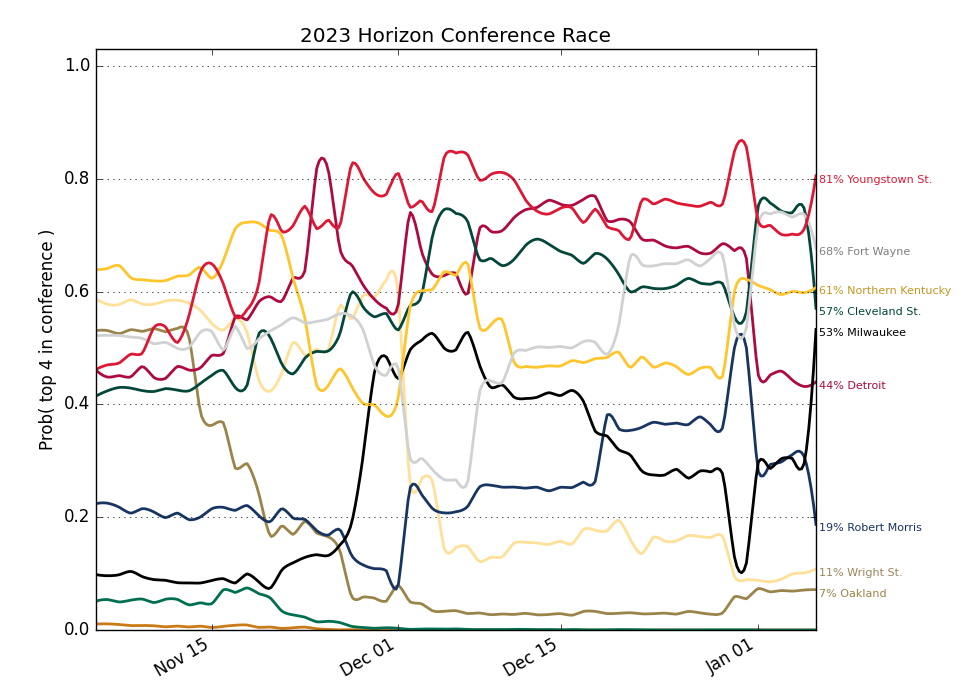 2023 Horizon Conference Race
Prob( top 4 in conference )
1.0
0.8
0.6
0.4
0.2
0.0
Nov 15
Dec 01
Dec 15
Jan 01
81% Youngstown St.
68% Fort Wayne
61% Northern Kentucky
57% Cleveland St.
53% Milwaukee
44% Detroit
19% Robert Morris
11% Wright St.
7% Oakland